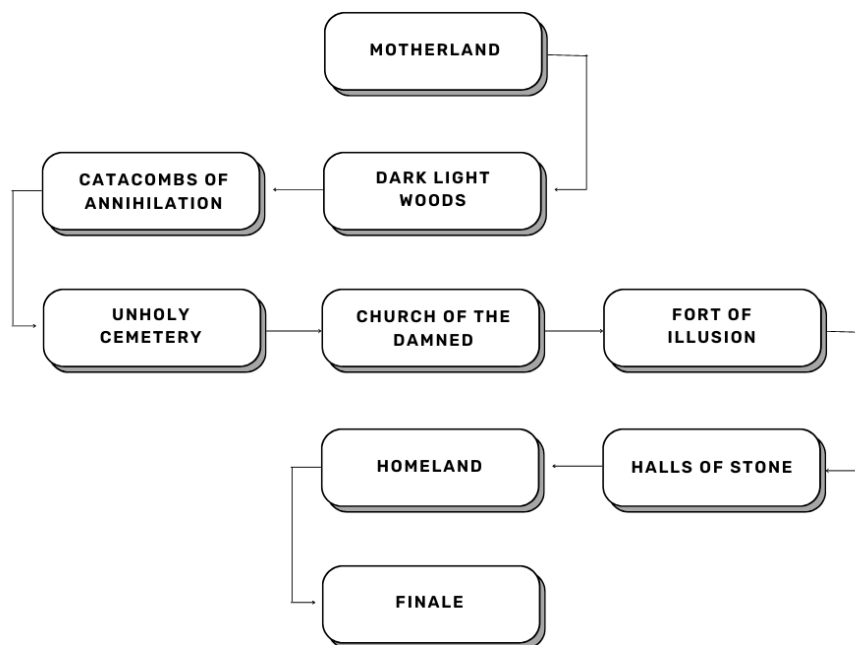 MOTHERLAND
CATACOMBS OF
ANNIHILATION
DARK LIGHT
WOODS
UNHOLY
CEMETERY
CHURCH OF THE
DAMNED
FORT OF
ILLUSION
HOMELAND
HALLS OF STONE
FINALE